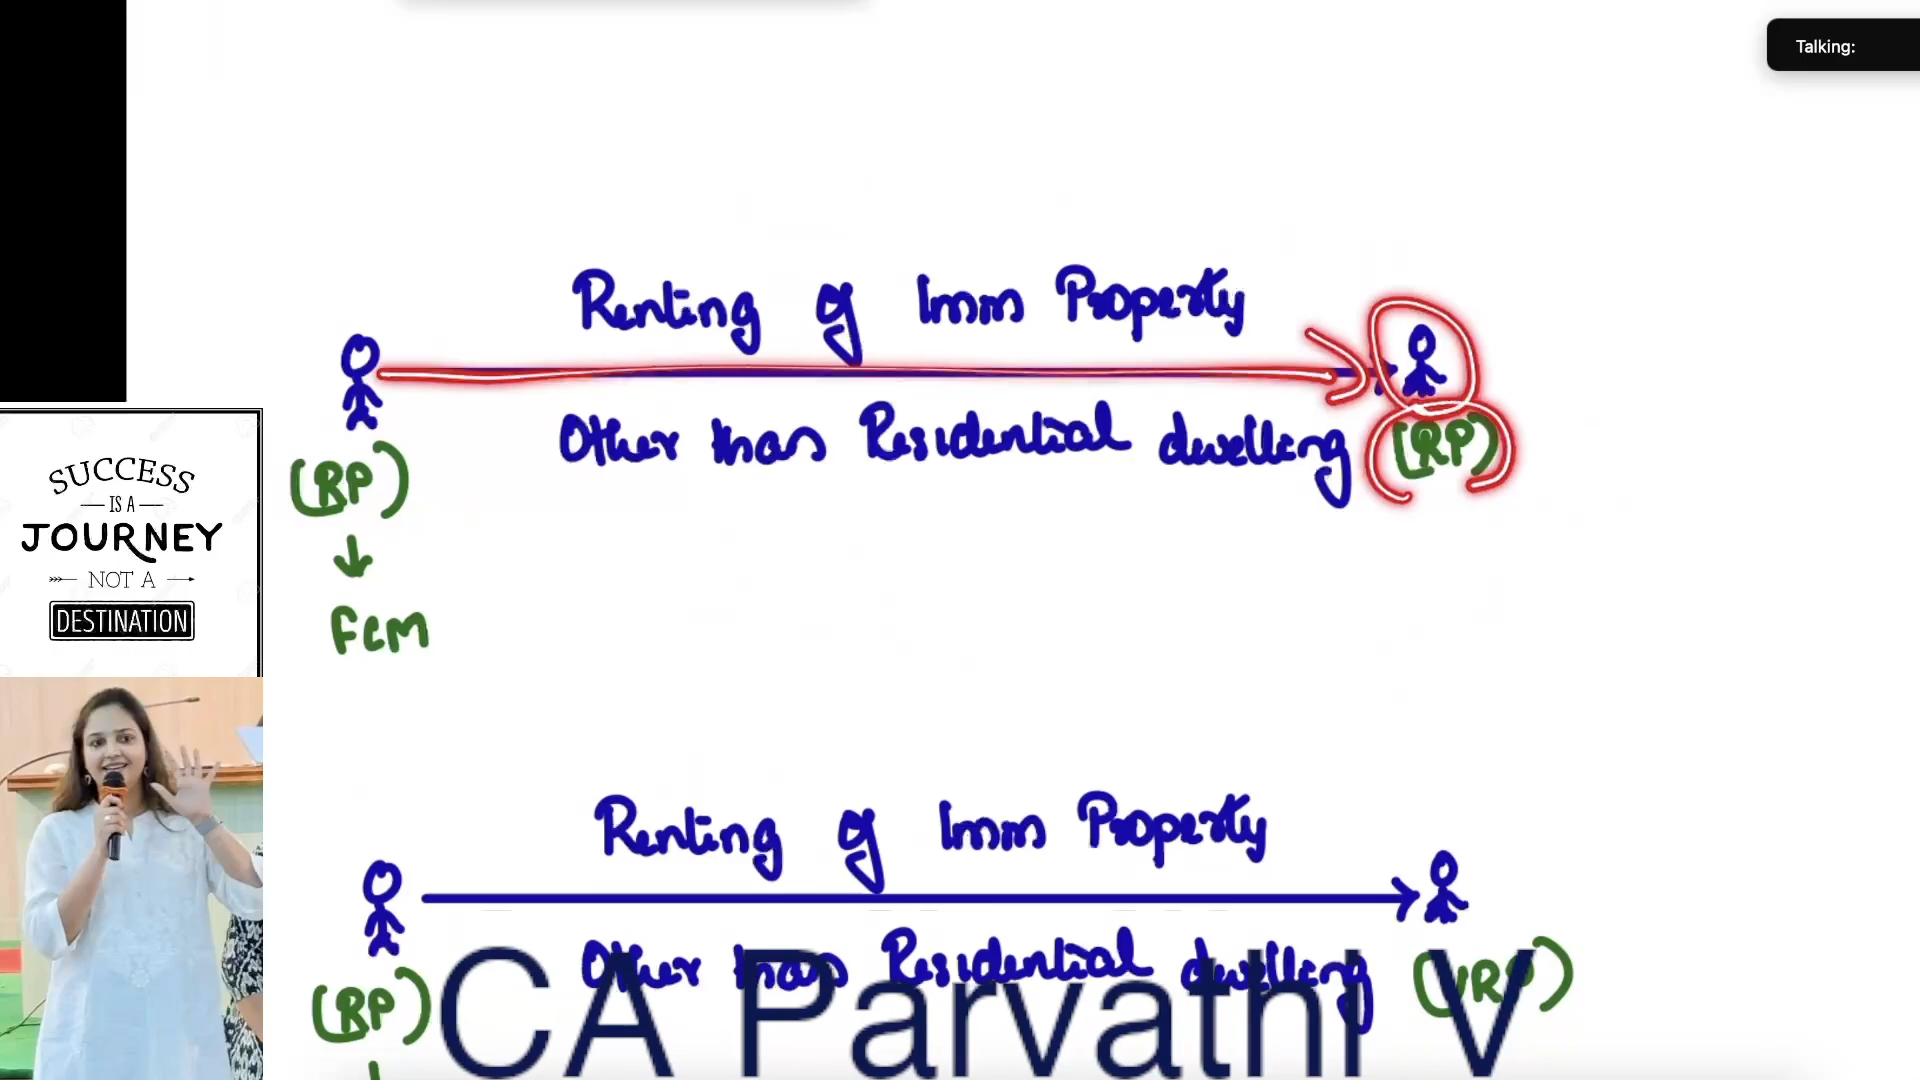 Talking:
Renting of Imm Property
Other than Residential dwelling
(RP)
(RP)
FCM
SUCCESS
IS A
JOURNEY
NOT A
DESTINATION
Renting of Imm Property
Other than Residential dwelling
(RP)
(URP)
CA Parvathi V